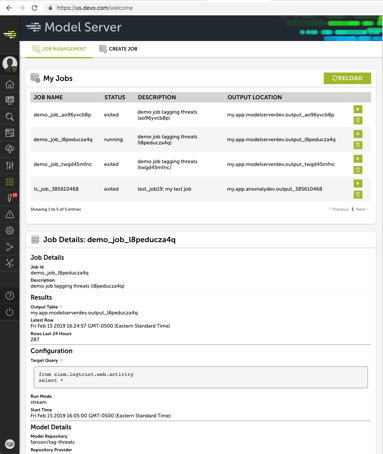 https://us.devo.com/welcome
Model Server
JOB MANAGEMENT
CREATE JOB
My Jobs
RELOAD
JOB NAME STATUS DESCRIPTION OUTPUT LOCATION
demo_job_ao96yvcb8p exited demo job tagging threats (ao96yvcb8p) my.app.modelserverdev.output_ao96yvcb8p
demo_job_l8peducza4q running demo job tagging threats (l8peducza4q) my.app.modelserverdev.output_l8peducza4q
demo_job_twgd45mfnc exited demo job tagging threats (twgd45mfnc) my.app.modelserverdev.output_twgd45mfnc
ts_job_385610468 exited test_job19: my test job my.app.anomalydev.output_385610468
Showing 1 to 5 of 5 entries
Previous 1 Next
Job Details: demo_job_l8peducza4q
Job Details
Job Id
demo_job_l8peducza4q
Description
demo job tagging threats (l8peducza4q)
Results
Output Table
my.app.modelserverdev.output_l8peducza4q
Latest Row
Fri Feb 15 2019 16:24:57 GMT-0500 (Eastern Standard Time)
Rows Last 24 Hours
287
Configuration
Target Query
from siem.logtrust.web.activity
select *
Run Mode
stream
Start Time
Fri Feb 15 2019 16:05:00 GMT-0500 (Eastern Standard Time)
Model Details
Model Repository
fanson/tag-threats
Repository Provider